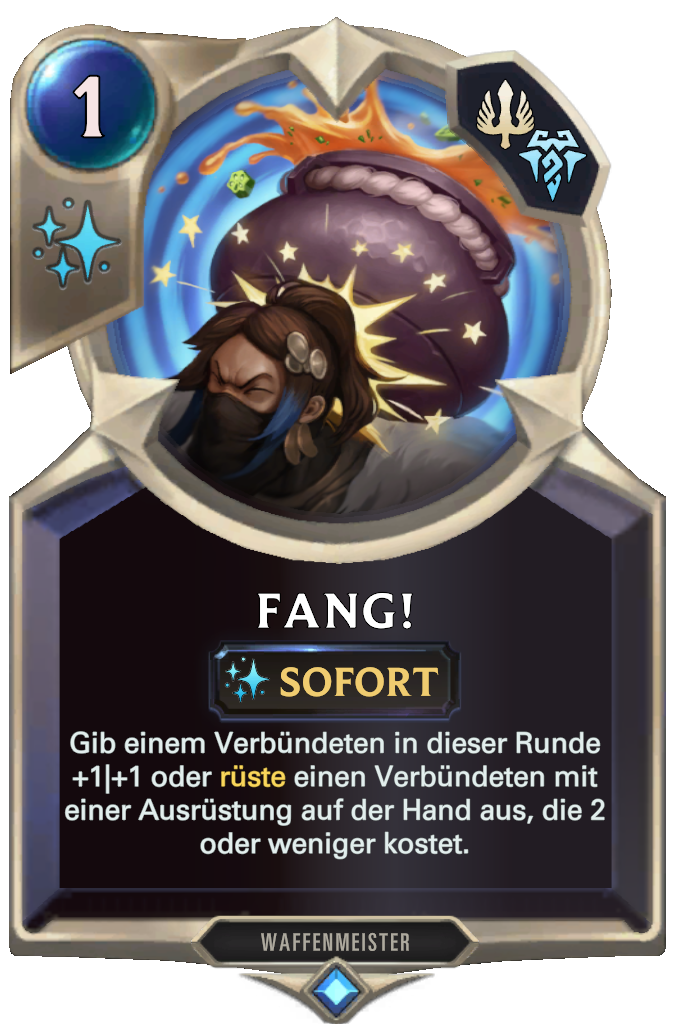 1
FANG!
SOFORT
Gib einem Verbündeten in dieser Runde
+1|+1 oder rüste einen Verbündeten mit
einer Ausrüstung auf der Hand aus, die 2
oder weniger kostet.
WAFFENMEISTER